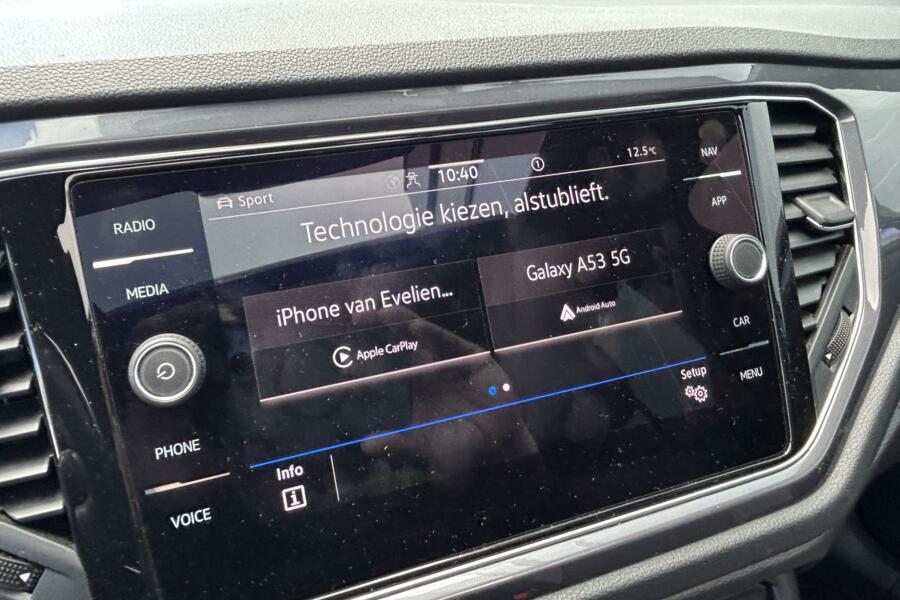 RADIO
MEDIA
PHONE
VOICE
Sport
10:40
1
12.5°C
Technologie kiezen, alstublieft.
iPhone van Evelien...
Apple CarPlay
Galaxy A53 5G
Android Auto
Setup
Info
i
NAV
APP
CAR
MENU